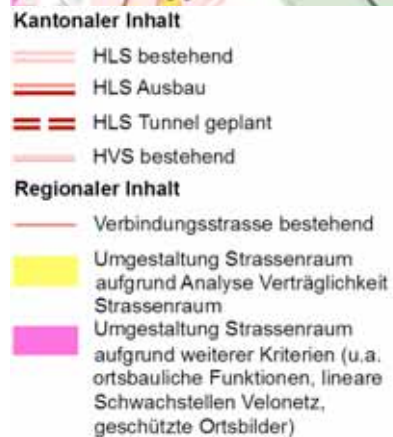 Kantonaler Inhalt
HLS bestehend
HLS Ausbau
HLS Tunnel geplant
HVS bestehend
Regionaler Inhalt
Verbindungsstrasse bestehend
Umgestaltung Strassenraum
aufgrund Analyse Verträglichkeit
Strassenraum
Umgestaltung Strassenraum
aufgrund weiterer Kriterien (u.a.
ortsbauliche Funktionen, lineare
Schwachstellen Velonetz,
geschützte Ortsbilder)